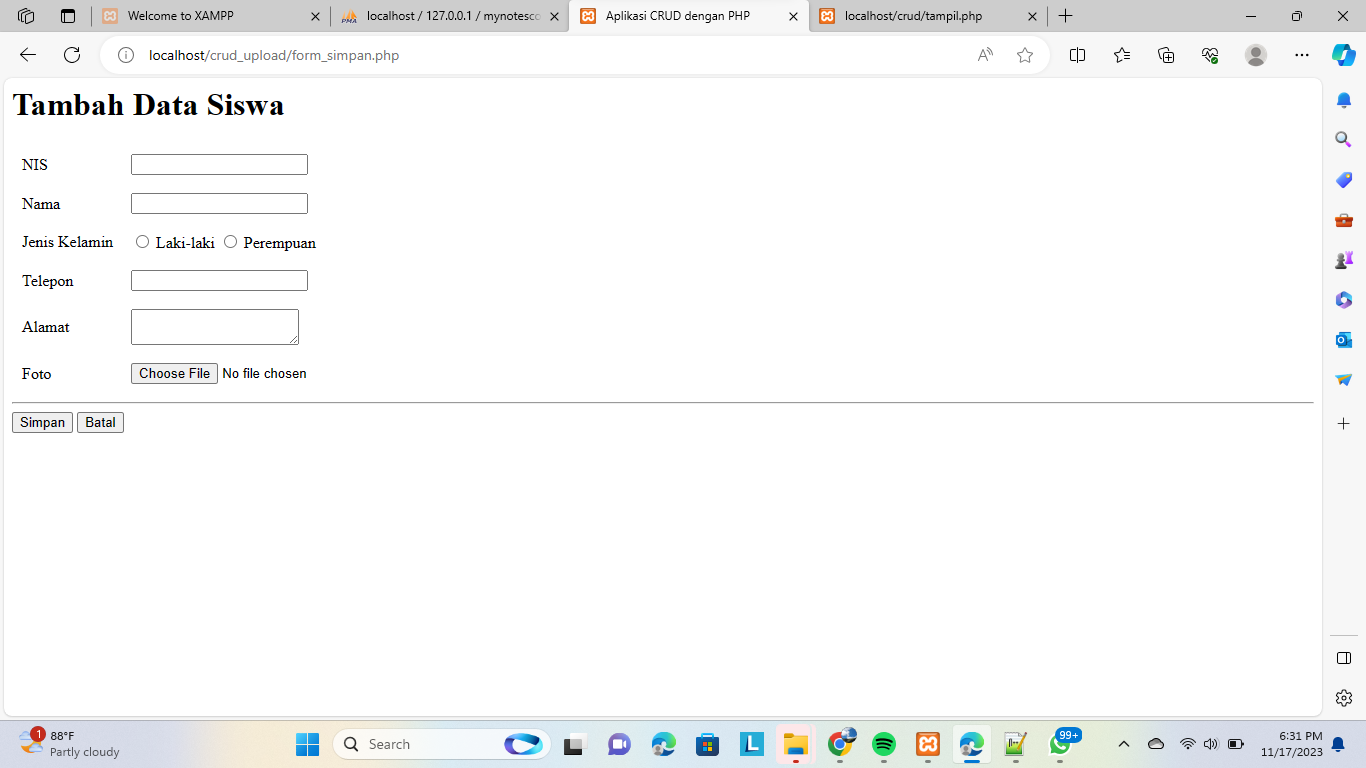 Welcome to XAMPP
localhost / 127.0.0.1 / mynotesco
Aplikasi CRUD dengan PHP
localhost/crud/tampil.php
localhost/crud_upload/form_simpan.php
Tambah Data Siswa
NIS
Nama
Jenis Kelamin Laki-laki Perempuan
Telepon
Alamat
Foto Choose File No file chosen
Simpan Batal
1
88°F
Partly cloudy
Search
99+
6:31 PM
11/17/2023